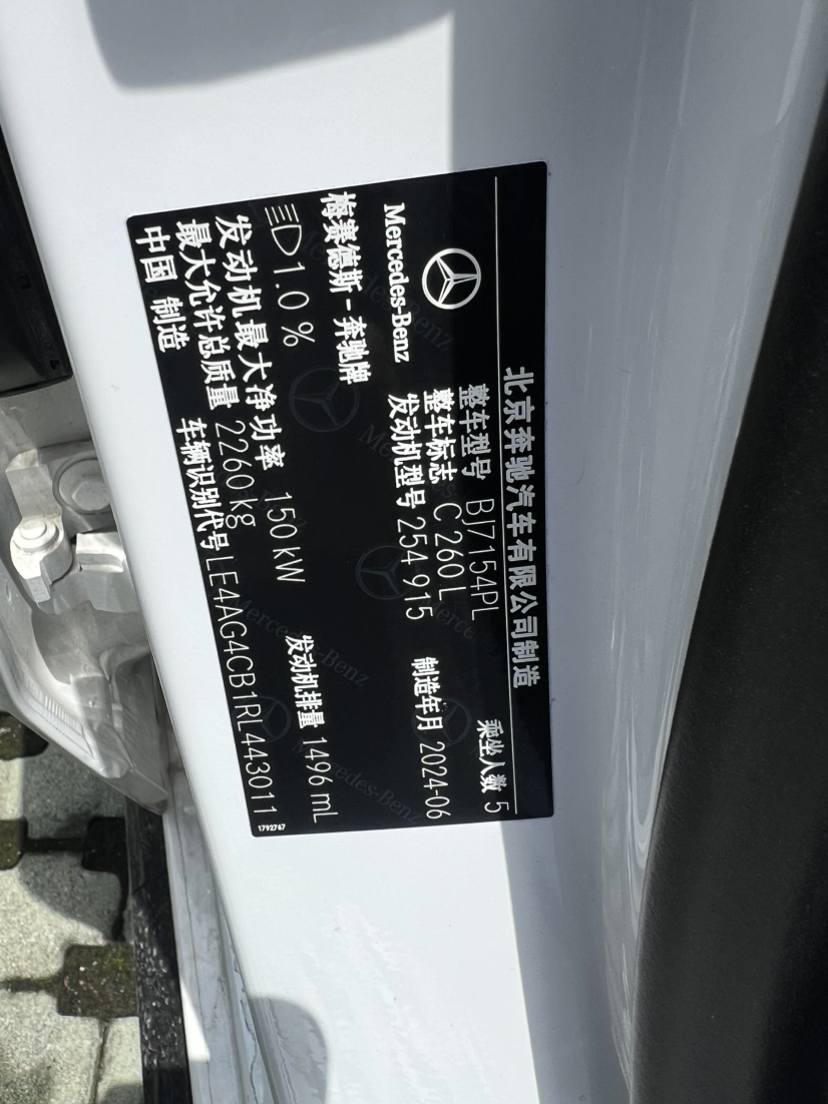 北京奔驰汽车有限公司制造
整车型号 BJ7154PL 乘坐人数 5
整车标志 C 260 L
发动机型号 254 915 制造年月 2024-06
Mercedes-Benz
梅赛德斯-奔驰牌
1.0 % 发动机排量 1496 mL
发动机最大净功率 150 kW
最大允许总质量 2260 kg
中国 制造 车辆识别代号 LE4AG4CB1RL443011
1792747